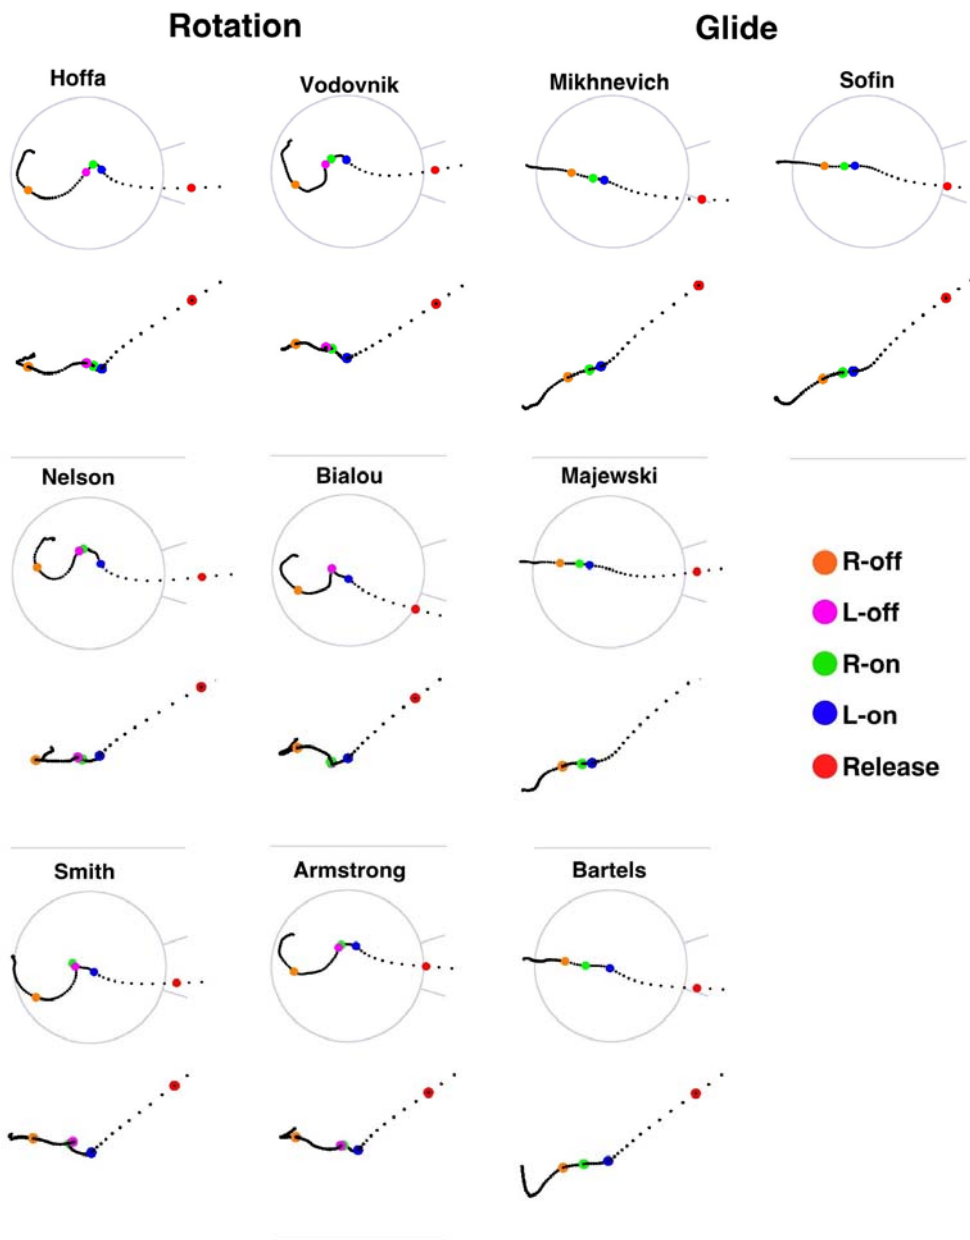 Rotation
Glide
Hoffa
Vodovnik
Mikhnevich
Sofin
Nelson
Bialou
Majewski
R-off
L-off
R-on
L-on
Release
Smith
Armstrong
Bartels